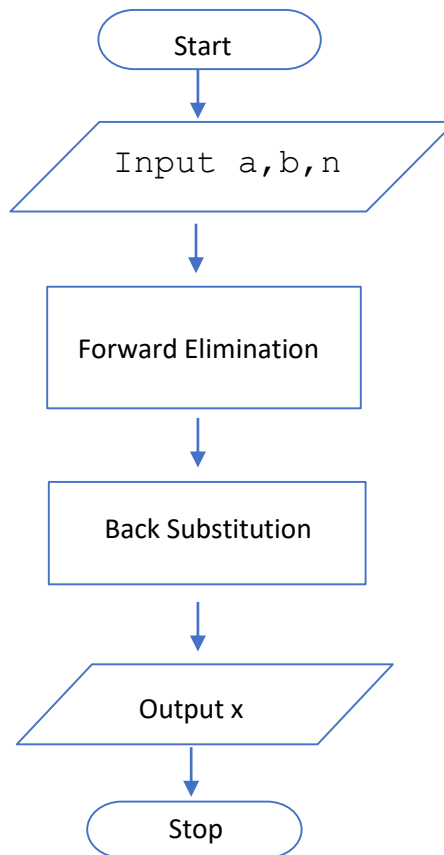 Start
Input a,b,n
Forward Elimination
Back Substitution
Output x
Stop